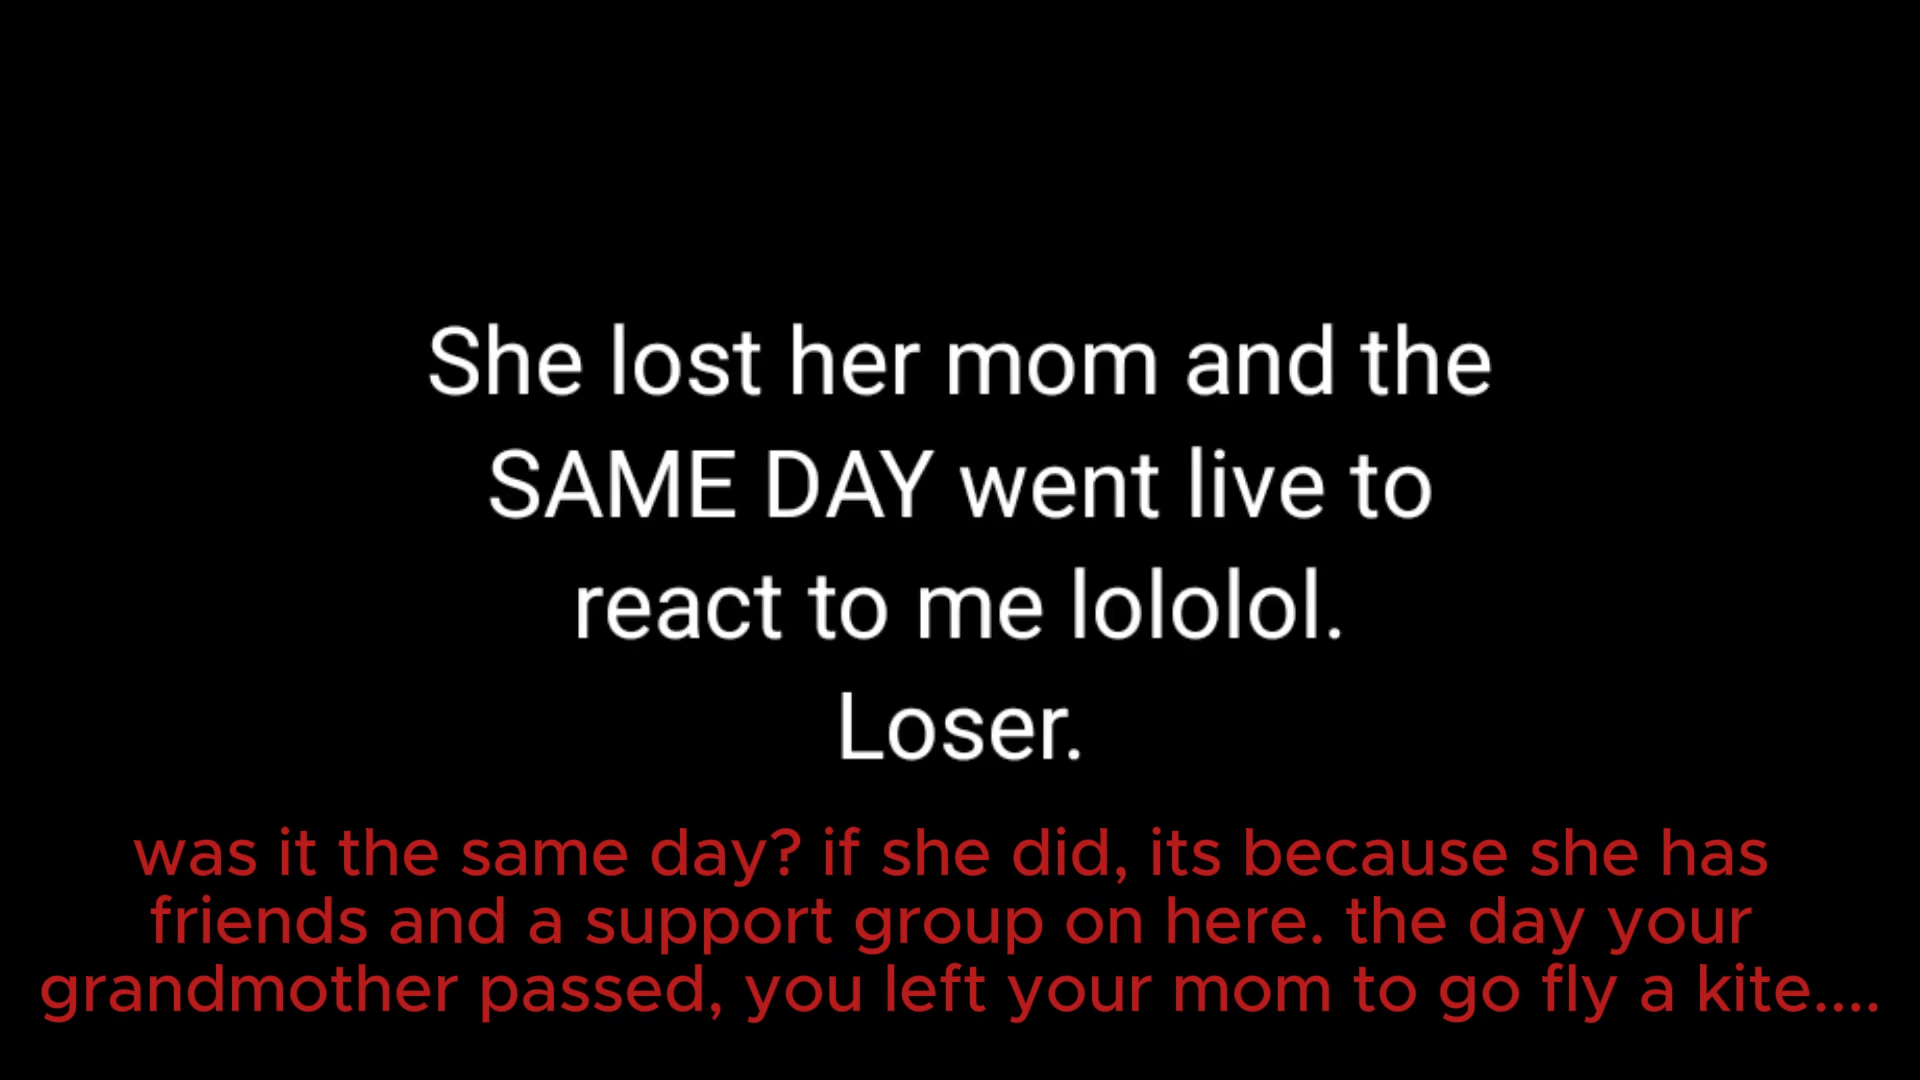 She lost her mom and the
SAME DAY went live to
react to me lololol.
Loser.
was it the same day? if she did, its because she has
friends and a support group on here. the day your
grandmother passed, you left your mom to go fly a kite....